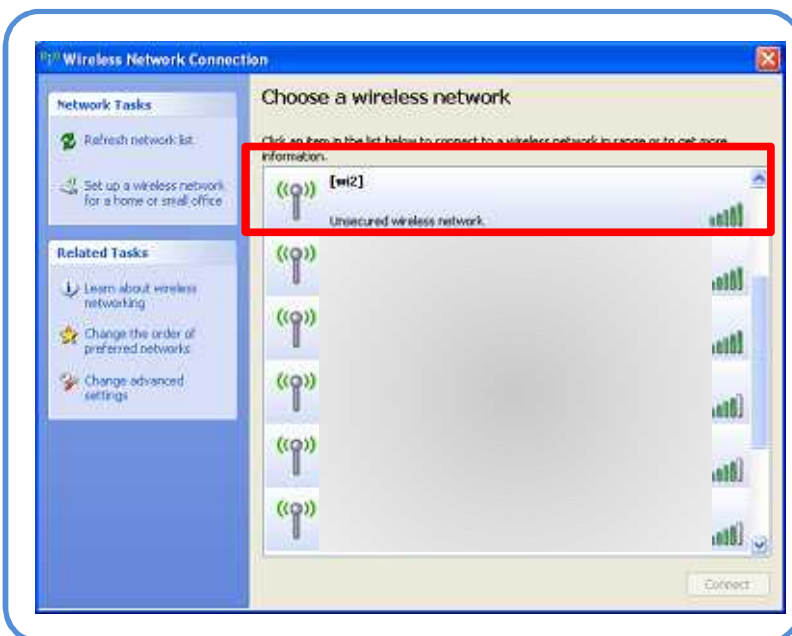 Wireless Network Connection
Network Tasks
Refresh network list
Set up a wireless network
for a home or small office
Related Tasks
Learn about wireless
networking
Change the order of
preferred networks
Change advanced
settings
Choose a wireless network
Click an item in the list below to connect to a wireless network in range or to get more
information.
[wi2]
Unsecured wireless network
Connect